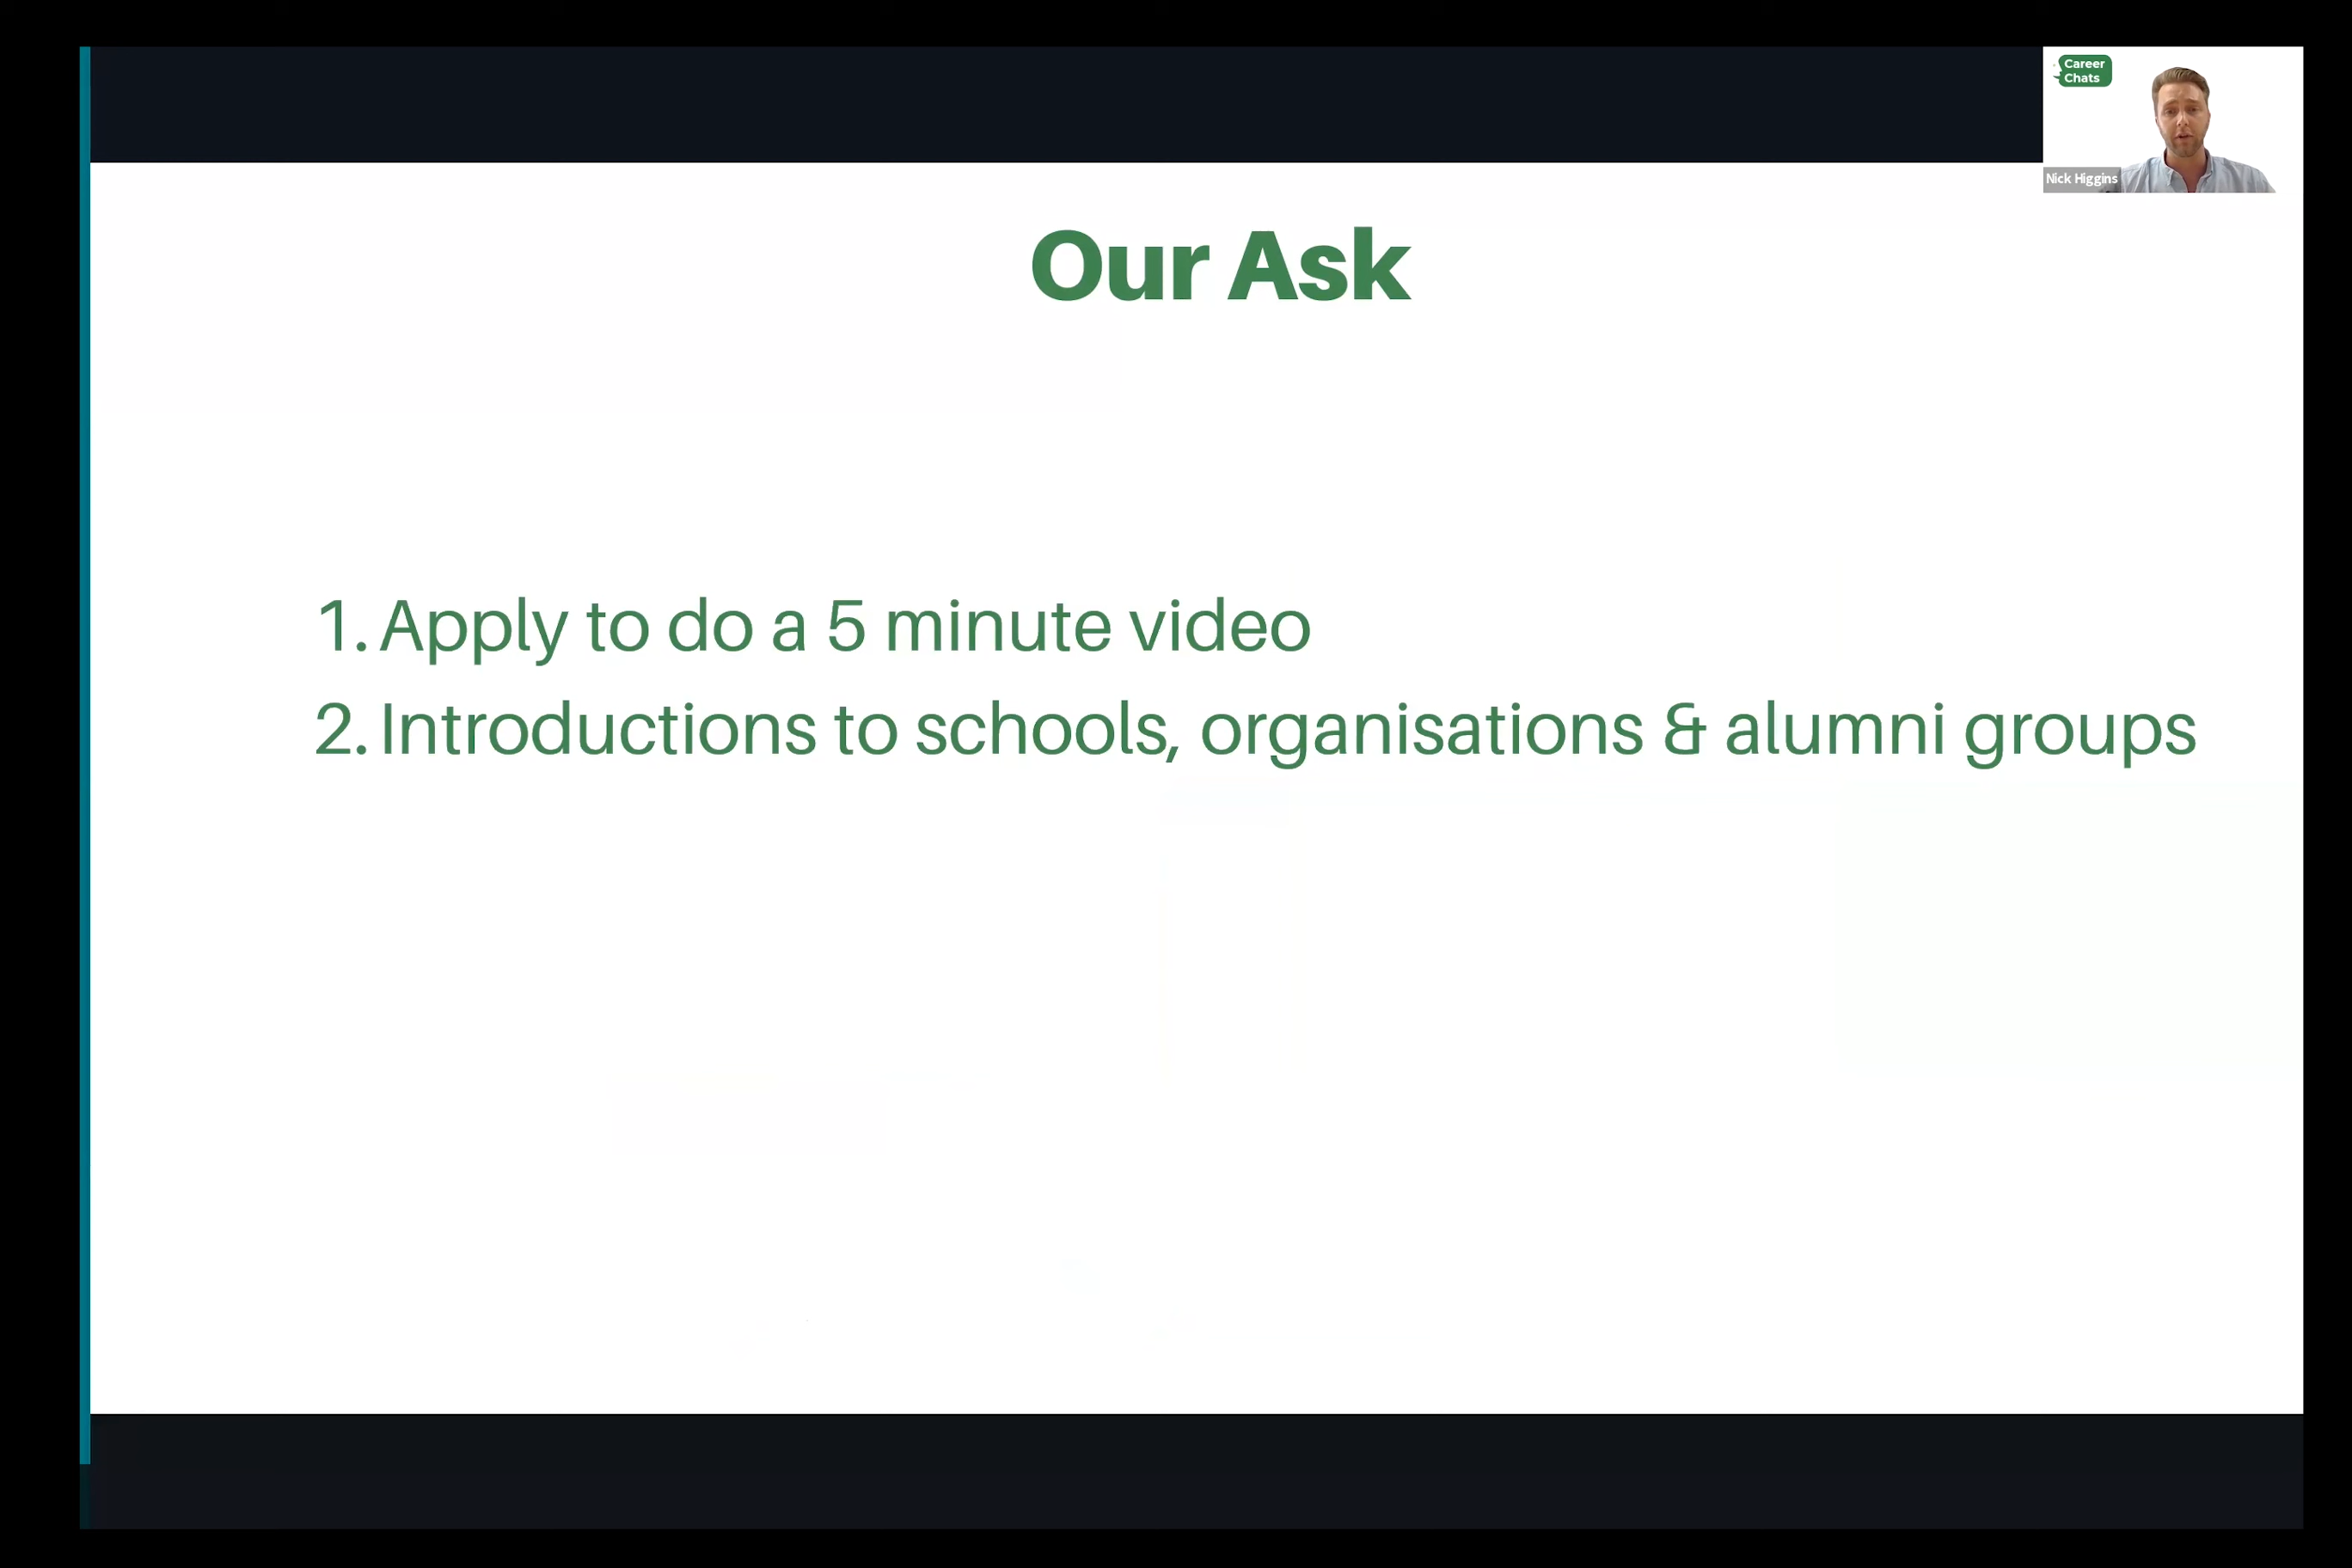 Career
Chats
Nick Higgins
Our Ask
1. Apply to do a 5 minute video
2. Introductions to schools, organisations & alumni groups